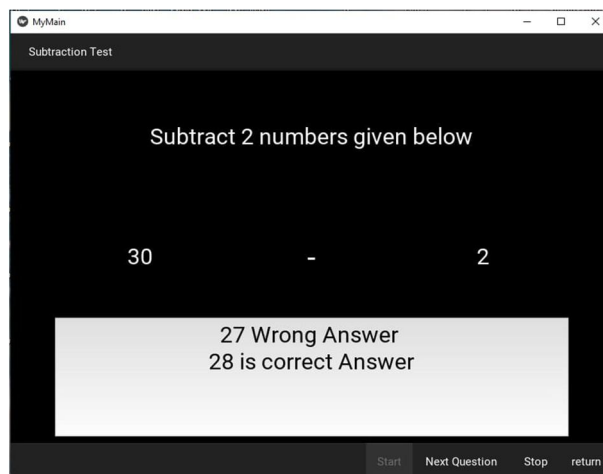 MyMain
Subtraction Test
Subtract 2 numbers given below
30 - 2
27 Wrong Answer
28 is correct Answer
Start Next Question Stop return